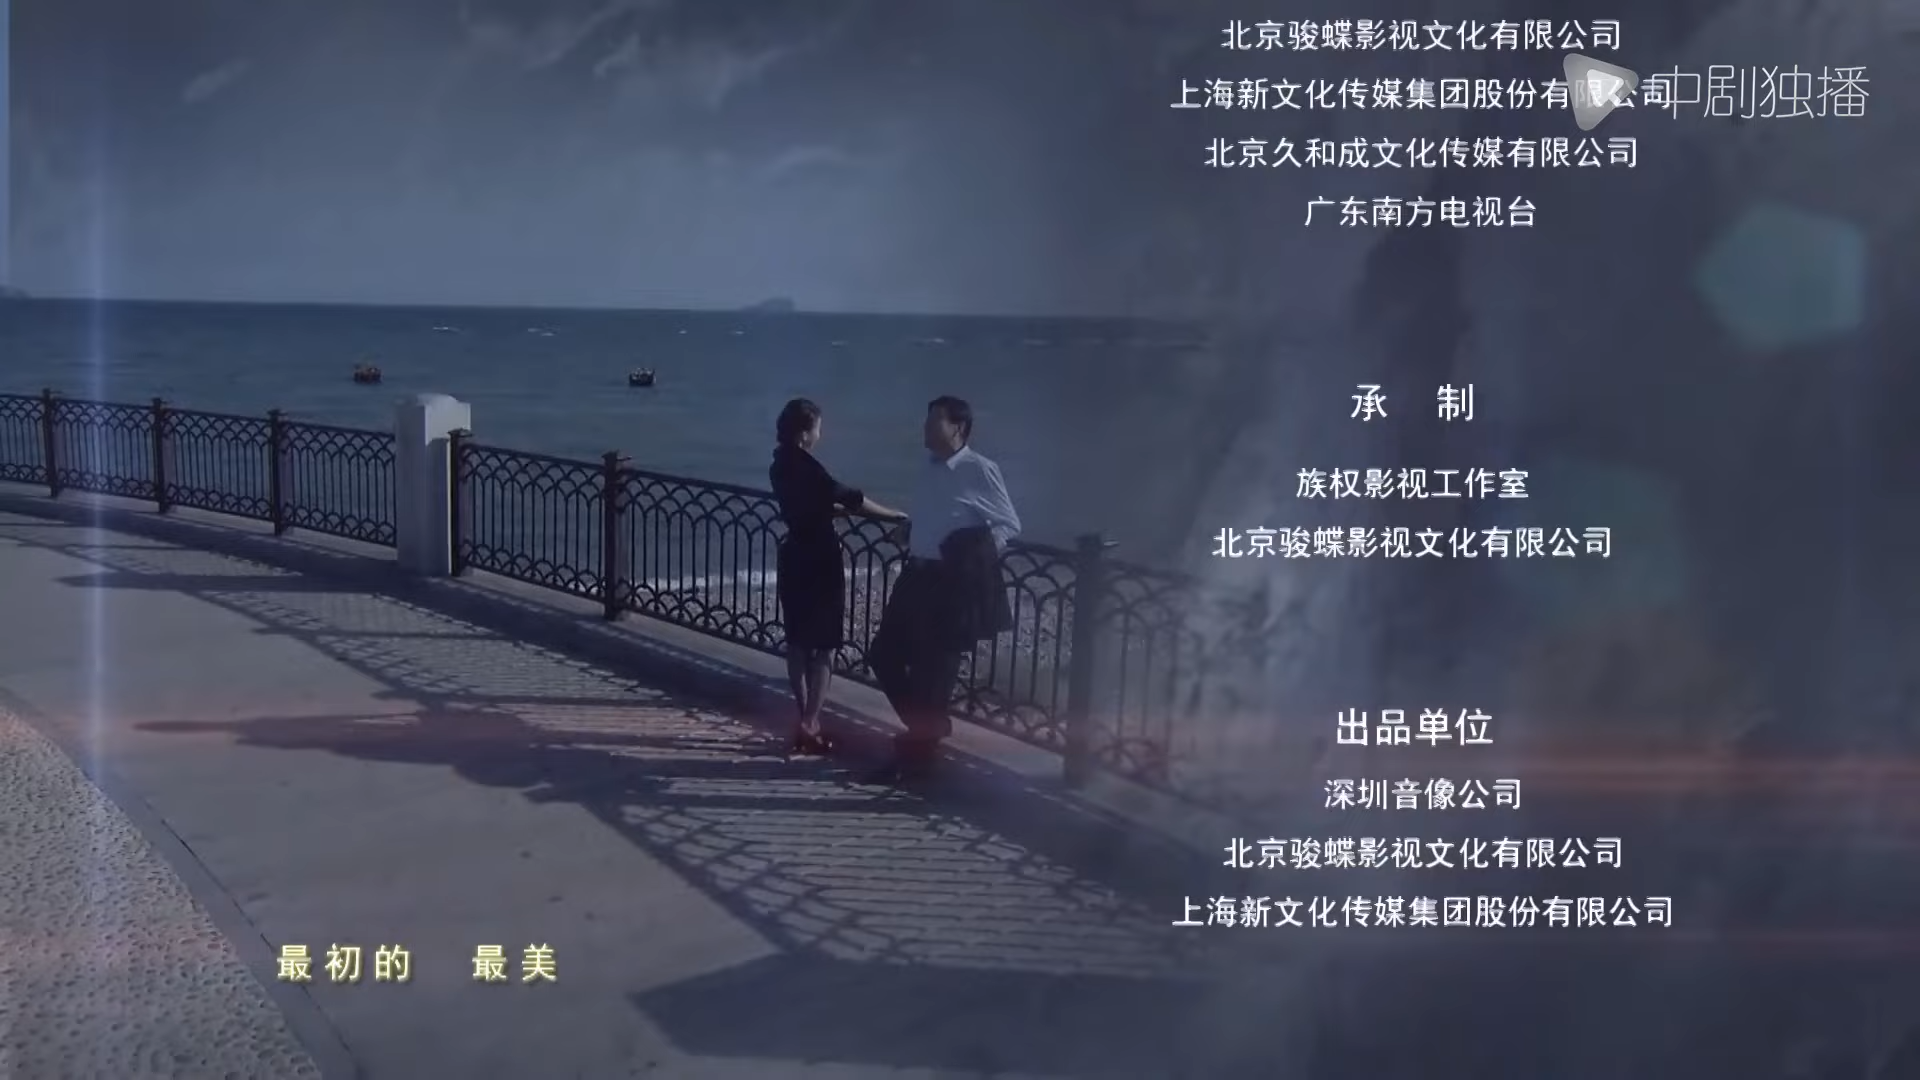 北京骏蝶影视文化有限公司
上海新文化传媒集团股份有限公司
中剧独播
北京久和成文化传媒有限公司
广东南方电视台
承 制
族权影视工作室
北京骏蝶影视文化有限公司
出品单位
深圳音像公司
北京骏蝶影视文化有限公司
上海新文化传媒集团股份有限公司
最初的 最美